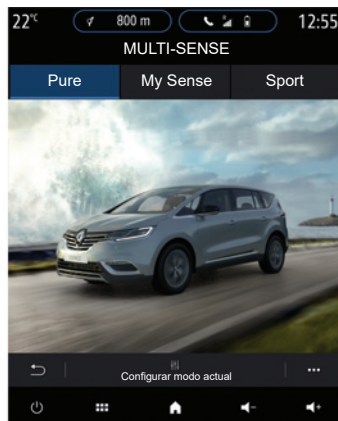 22°C 800 m 12:55
MULTI-SENSE
Pure My Sense Sport
Configurar modo actual